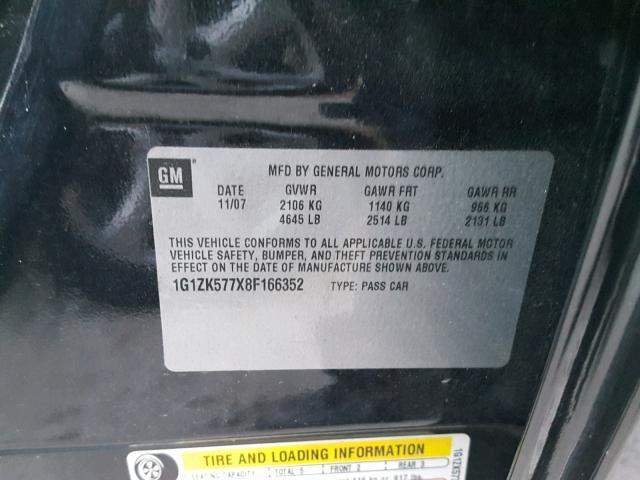 GM® MFD BY GENERAL MOTORS CORP.
DATE GVWR GAWR FRT GAWR RR
11/07 2106 KG 1140 KG 966 KG
4645 LB 2514 LB 2131 LB
THIS VEHICLE CONFORMS TO ALL APPLICABLE U.S. FEDERAL MOTOR
VEHICLE SAFETY, BUMPER, AND THEFT PREVENTION STANDARDS IN
EFFECT ON THE DATE OF MANUFACTURE SHOWN ABOVE.
1G1ZK577X8F166352 TYPE: PASS CAR
TIRE AND LOADING INFORMATION
SEATING CAPACITY TOTAL 5 FRONT 2 REAR 3